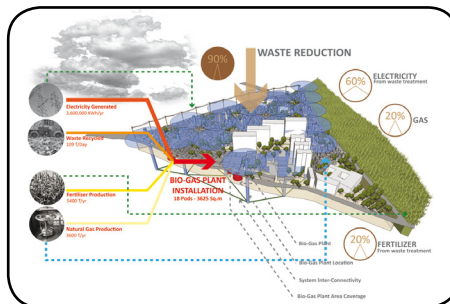 90%
WASTE REDUCTION
60%
ELECTRICITY
From waste treatment
20%
GAS
Electricity Generated
3,600,000 KWh/yr
Waste Recycled
109 T/Day
BIO-GAS PLANT
INSTALLATION
18 Pods - 3625 Sq.m
Fertilizer Production
5400 T/yr
Natural Gas Production
3600 T/yr
20%
FERTILIZER
From waste treatment
Bio-Gas Plant
Bio-Gas Plant Location
System Inter-Connectivity
Bio-Gas Plant Area Coverage